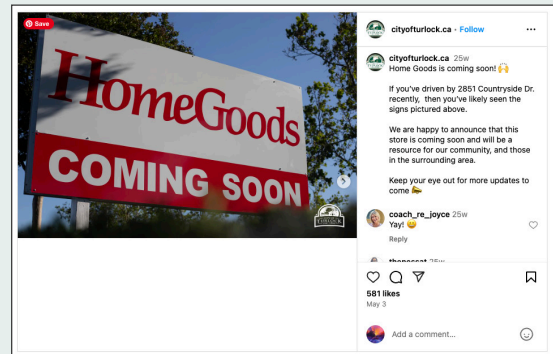 Save
HomeGoods
COMING SOON
TURLOCK
cityofturlock.ca • Follow
cityofturlock.ca 25w
Home Goods is coming soon! 🙌
If you've driven by 2851 Countryside Dr.
recently, then you've likely seen the
signs pictured above.
We are happy to announce that this
store is coming soon and will be a
resource for our community, and those
in the surrounding area.
Keep your eye out for more updates to
come
coach_re_joyce 25w
Yay! 😀
Reply
581 likes
May 3
Add a comment...